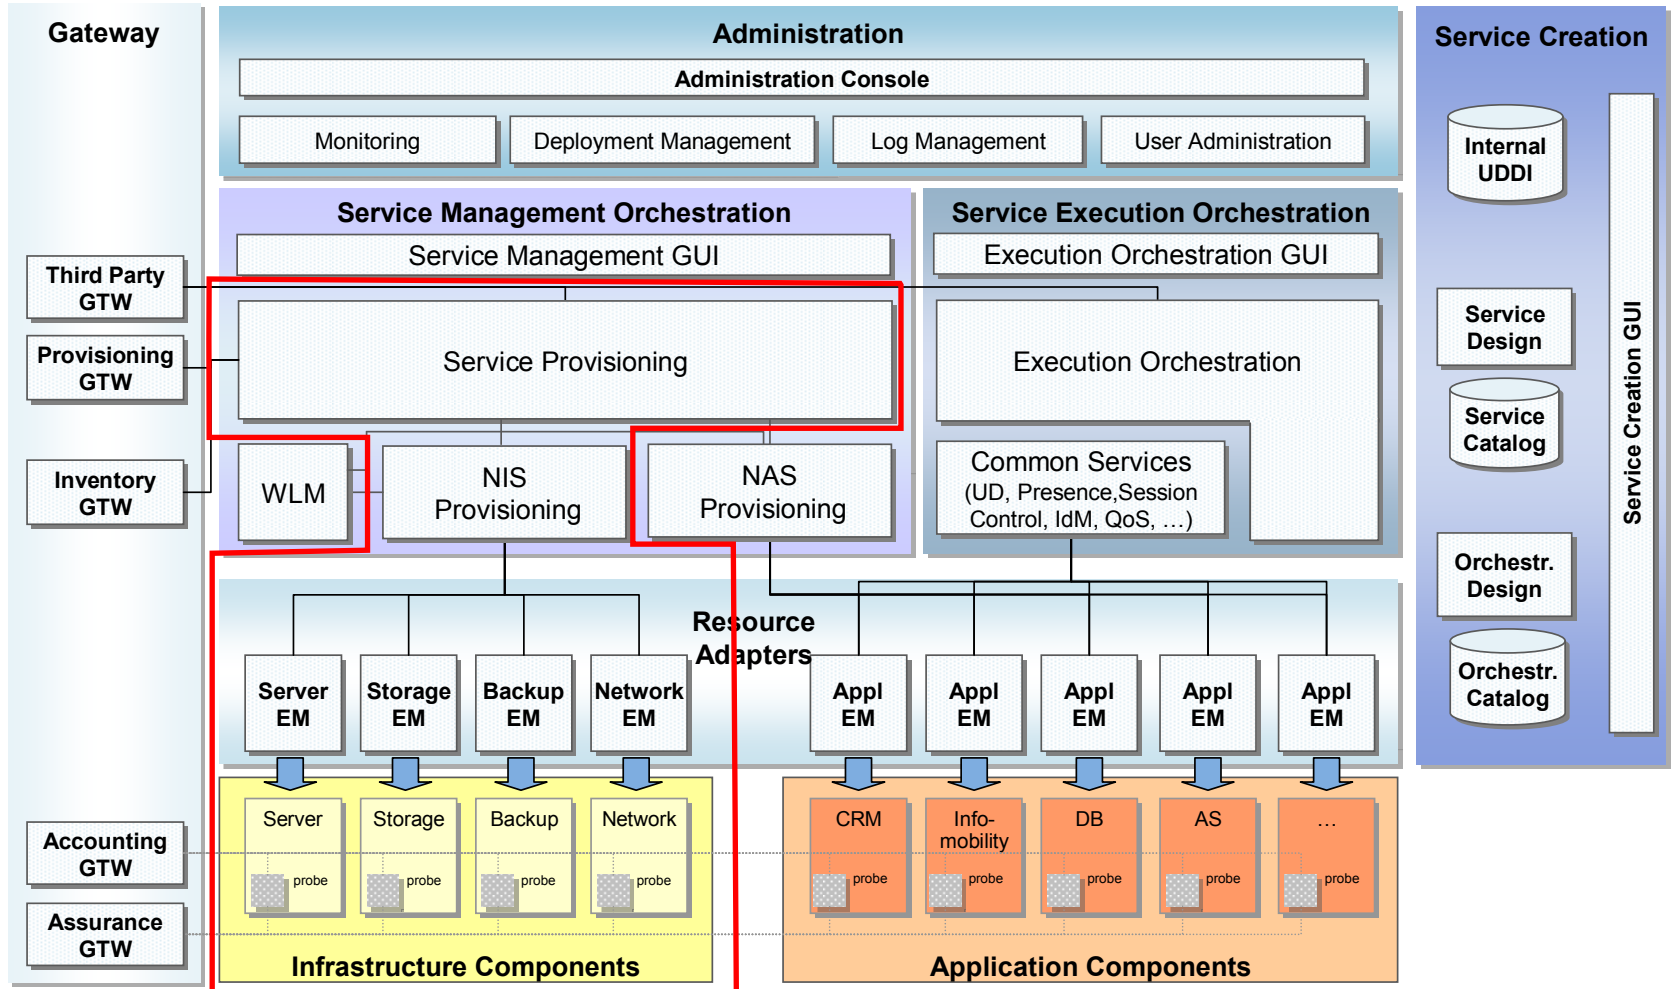 Gateway
Third Party
GTW
Provisioning
GTW
Inventory
GTW
Accounting
GTW
Assurance
GTW
Administration
Administration Console
Monitoring
Deployment Management
Log Management
User Administration
Service Management Orchestration
Service Management GUI
Service Provisioning
WLM
NIS
Provisioning
NAS
Provisioning
Service Execution Orchestration
Execution Orchestration GUI
Execution Orchestration
Common Services
(UD, Presence,Session
Control, IdM, QoS, …)
Resource
Adapters
Server
EM
Storage
EM
Backup
EM
Network
EM
Appl
EM
Appl
EM
Appl
EM
Appl
EM
Appl
EM
Server
probe
Storage
probe
Backup
probe
Network
probe
Infrastructure Components
CRM
probe
Info-
mobility
probe
DB
probe
AS
probe
…
probe
Application Components
Service Creation
Internal
UDDI
Service
Design
Service
Catalog
Orchestr.
Design
Orchestr.
Catalog
Service Creation GUI